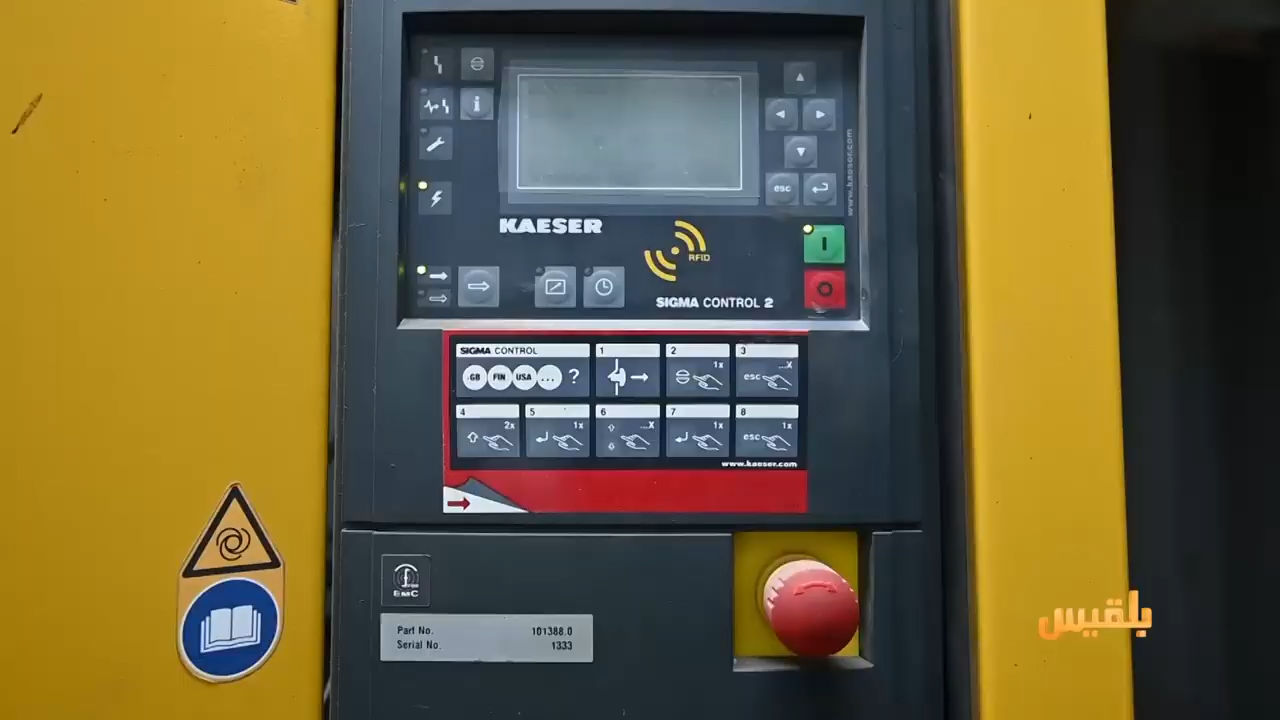 esc
www.kaeser.com
KAESER
RFID
SIGMA CONTROL 2
SIGMA CONTROL
GB FIN USA ... ?
1
2
1x
3
...X
esc
4
2x
5
1x
6
...X
7
1x
8
1x
esc
www.kaeser.com
EMC
Part No. 101388.0
Serial No. 1333
بلقيس